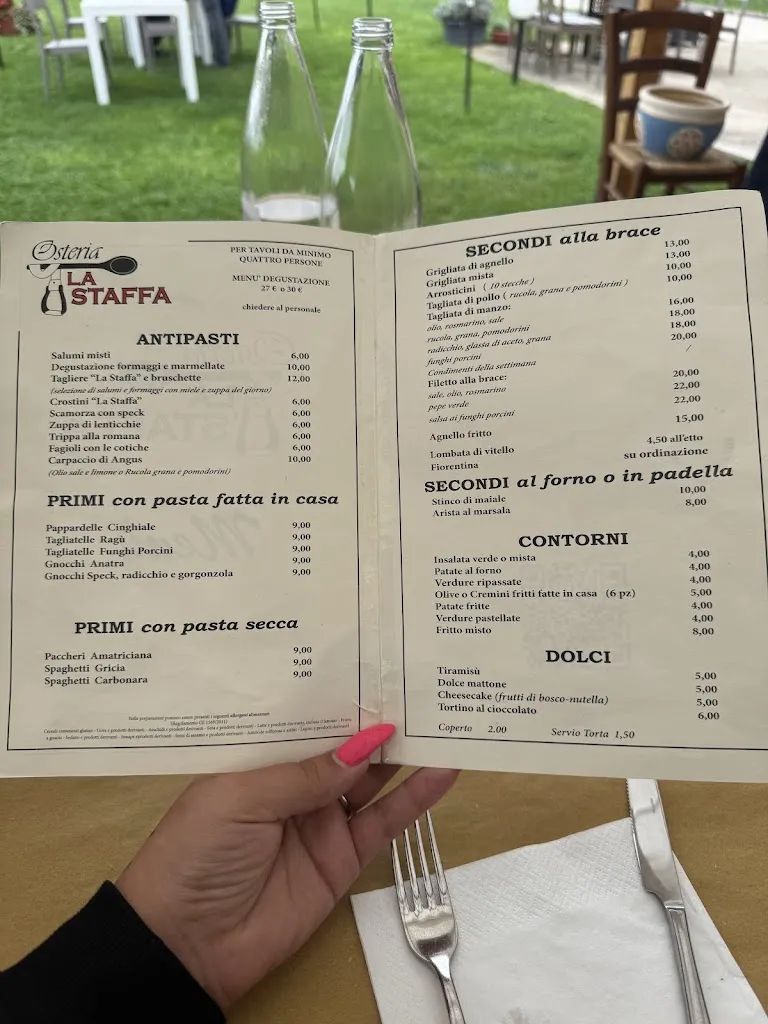 Osteria
LA
STAFFA
PER TAVOLI DA MINIMO
QUATTRO PERSONE
MENU' DEGUSTAZIONE
27 € o 30 €
chiedere al personale
ANTIPASTI
Salumi misti 6,00
Degustazione formaggi e marmellate 10,00
Tagliere "La Staffa" e bruschette 12,00
(selezione di salumi e formaggi con miele e zuppa del giorno)
Crostini "La Staffa" 6,00
Scamorza con speck 6,00
Zuppa di lenticchie 6,00
Trippa alla romana 6,00
Fagioli con le cotiche 6,00
Carpaccio di Angus 10,00
(Olio sale e limone o Rucola grana e pomodorini)
PRIMI con pasta fatta in casa
Pappardelle Cinghiale 9,00
Tagliatelle Ragù 9,00
Tagliatelle Funghi Porcini 9,00
Gnocchi Anatra 9,00
Gnocchi Speck, radicchio e gorgonzola 9,00
PRIMI con pasta secca
Paccheri Amatriciana 9,00
Spaghetti Gricia 9,00
Spaghetti Carbonara 9,00
SECONDI alla brace
Grigliata di agnello 13,00
Grigliata mista 13,00
Arrosticini ( 10 stecche ) 10,00
Tagliata di pollo ( rucola, grana e pomodorini ) 10,00
Tagliata di manzo:
olio, rosmarino, sale 16,00
rucola, grana, pomodorini 18,00
radicchio, glassa di aceto, grana 18,00
funghi porcini 20,00
Condimenti della settimana /
Filetto alla brace:
sale, olio, rosmarino 20,00
pepe verde 22,00
salsa ai funghi porcini 22,00
Agnello fritto 15,00
Lombata di vitello 4,50 all'etto
Fiorentina su ordinazione
SECONDI al forno o in padella
Stinco di maiale 10,00
Arista al marsala 8,00
CONTORNI
Insalata verde o mista 4,00
Patate al forno 4,00
Verdure ripassate 4,00
Olive o Cremini fritti fatte in casa (6 pz) 5,00
Patate fritte 4,00
Verdure pastellate 4,00
Fritto misto 8,00
DOLCI
Tiramisù 5,00
Dolce mattone 5,00
Cheesecake (frutti di bosco-nutella) 5,00
Tortino al cioccolato 6,00
Coperto 2.00 Servio Torta 1,50